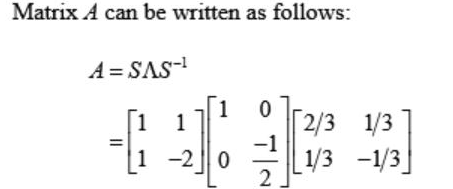 Matrix A can be written as follows:
A = SΛS⁻¹
= [1 1; 1 -2] [1 0; 0 -1/2] [2/3 1/3; 1/3 -1/3]